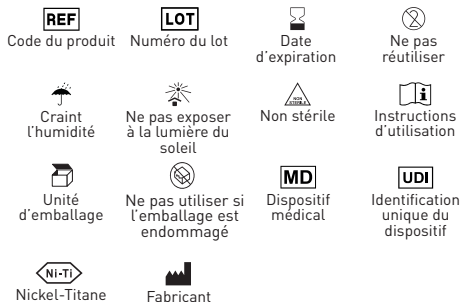 REF
LOT
Code du produit
Numéro du lot
Date
d'expiration
Ne pas
réutiliser
NON
STERILE
Craint
l'humidité
Ne pas exposer
à la lumière du
soleil
Non stérile
i
Instructions
d'utilisation
MD
UDI
Unité
d'emballage
Ne pas utiliser si
l'emballage est
endommagé
Dispositif
médical
Identification
unique du
dispositif
Ni-Ti
Nickel-Titane
Fabricant